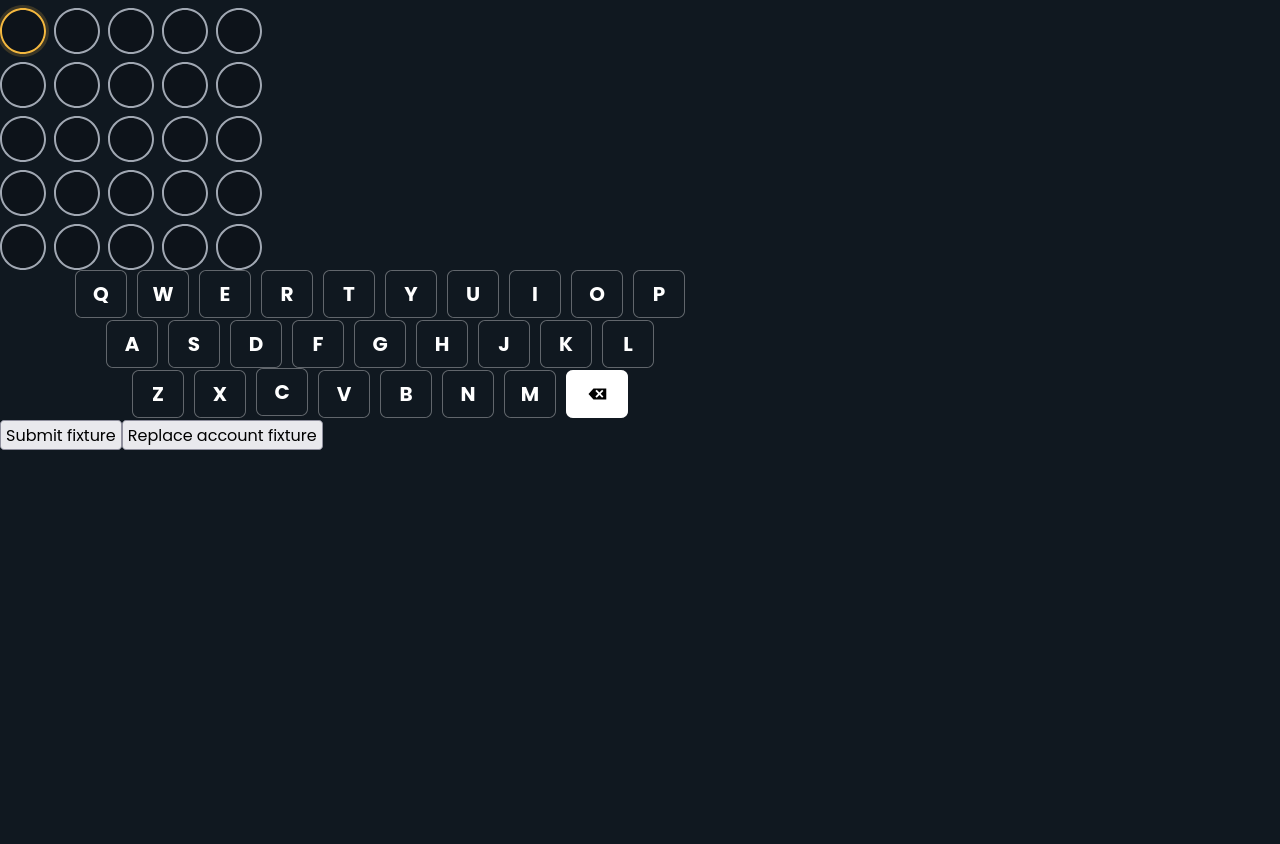 Q W E R T Y U I O P
A S D F G H J K L
Z X C V B N M
Submit fixture Replace account fixture